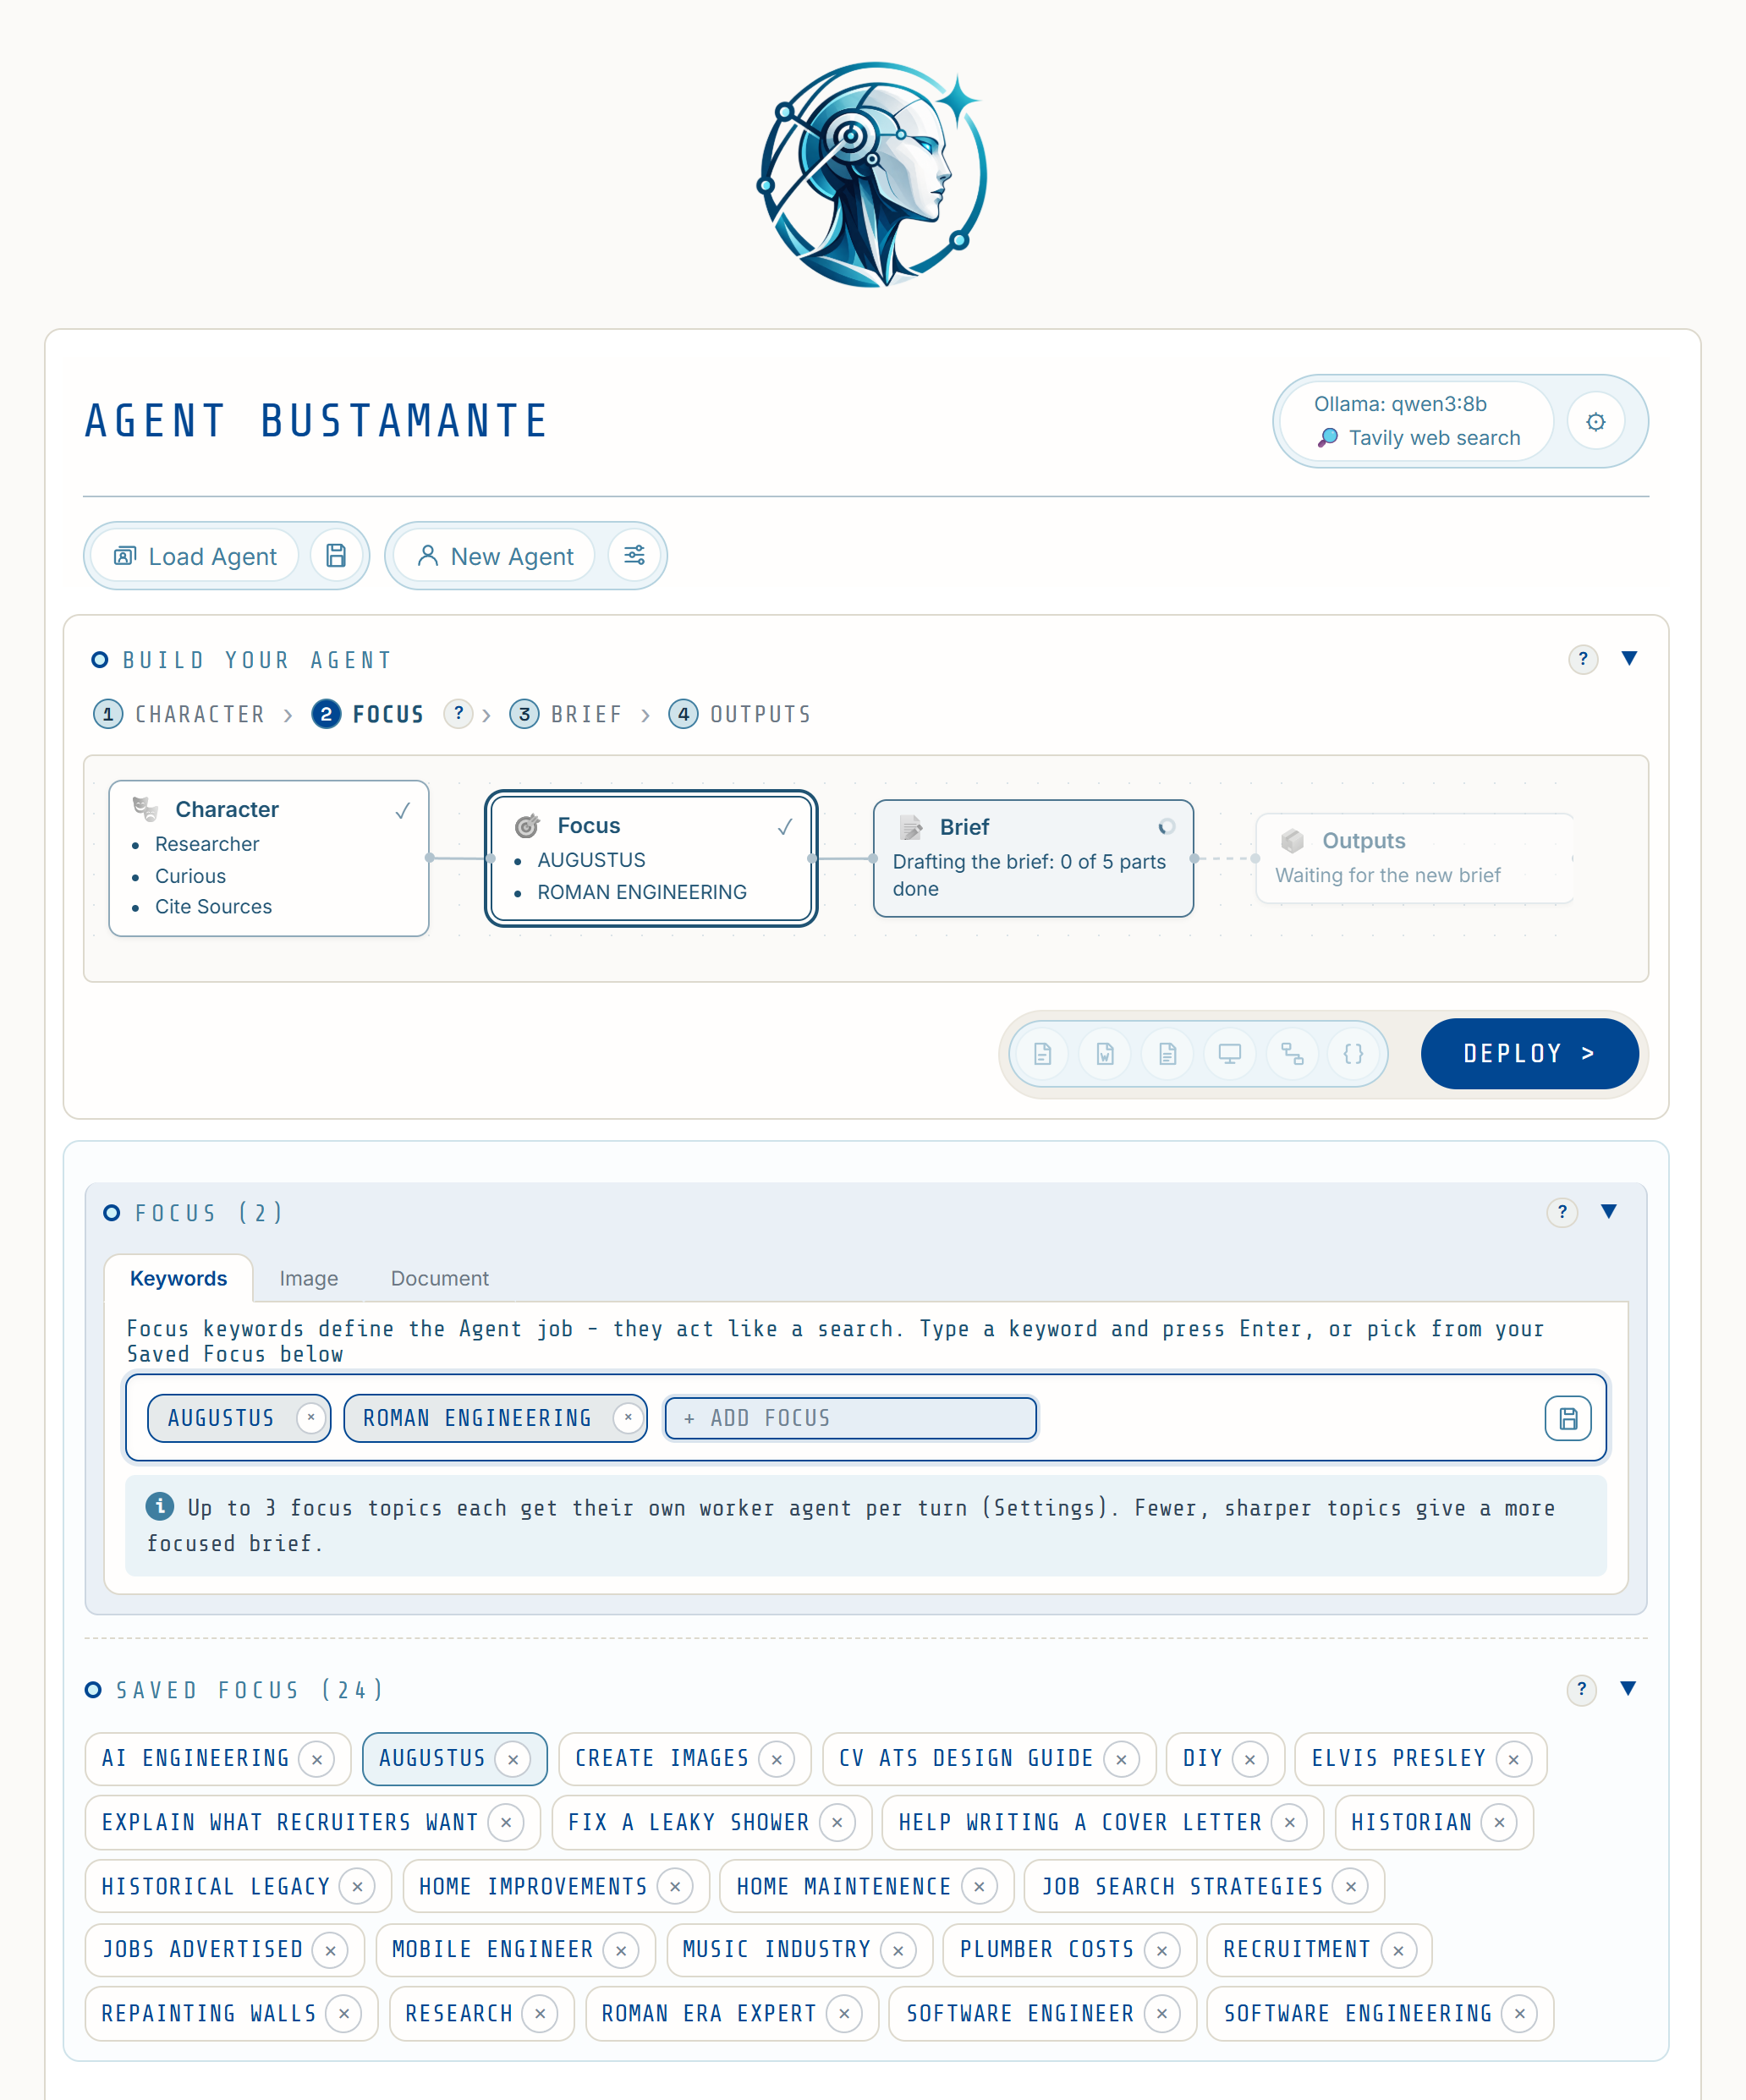 AGENT BUSTAMANTE
Ollama: qwen3:8b
Tavily web search
Load Agent
New Agent
BUILD YOUR AGENT
?
1 CHARACTER › 2 FOCUS ? › 3 BRIEF › 4 OUTPUTS
Character
Researcher
Curious
Cite Sources
Focus
AUGUSTUS
ROMAN ENGINEERING
Brief
Drafting the brief: 0 of 5 parts
done
Outputs
Waiting for the new brief
W
{}
DEPLOY >
FOCUS (2)
?
Keywords Image Document
Focus keywords define the Agent job - they act like a search. Type a keyword and press Enter, or pick from your
Saved Focus below
AUGUSTUS × ROMAN ENGINEERING × + ADD FOCUS
i Up to 3 focus topics each get their own worker agent per turn (Settings). Fewer, sharper topics give a more
focused brief.
SAVED FOCUS (24)
?
AI ENGINEERING × AUGUSTUS × CREATE IMAGES × CV ATS DESIGN GUIDE × DIY × ELVIS PRESLEY ×
EXPLAIN WHAT RECRUITERS WANT × FIX A LEAKY SHOWER × HELP WRITING A COVER LETTER × HISTORIAN ×
HISTORICAL LEGACY × HOME IMPROVEMENTS × HOME MAINTENENCE × JOB SEARCH STRATEGIES ×
JOBS ADVERTISED × MOBILE ENGINEER × MUSIC INDUSTRY × PLUMBER COSTS × RECRUITMENT ×
REPAINTING WALLS × RESEARCH × ROMAN ERA EXPERT × SOFTWARE ENGINEER × SOFTWARE ENGINEERING ×